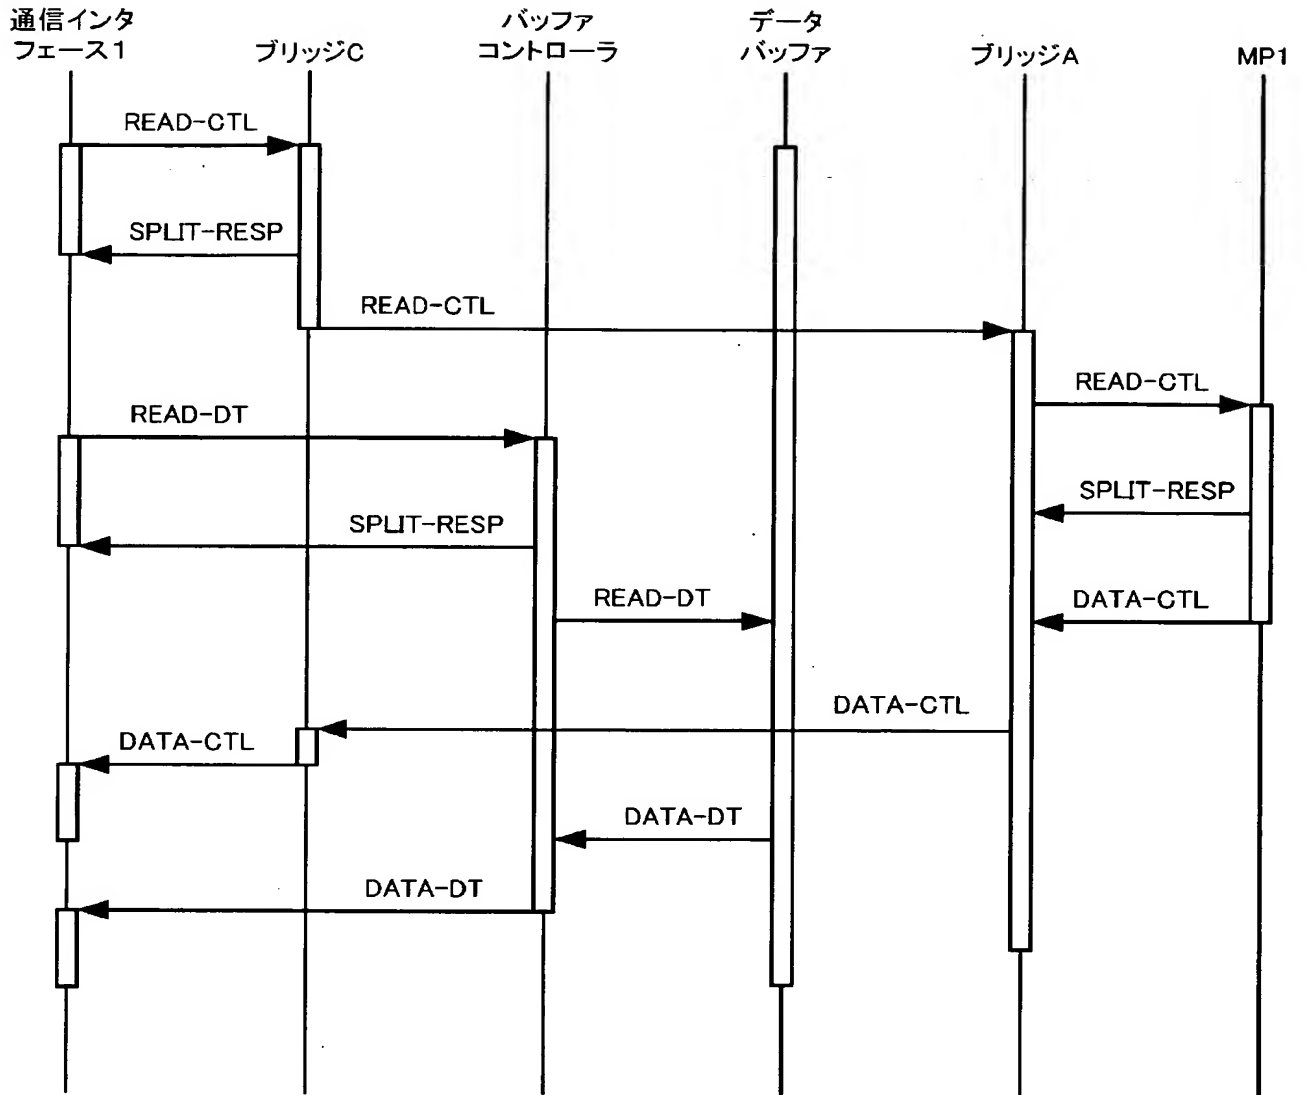 通信インタ
フェース1
ブリッジC
バッファ
コントローラ
データ
バッファ
ブリッジA
MP1
READ-CTL
SPLIT-RESP
READ-CTL
READ-CTL
READ-DT
SPLIT-RESP
SPLIT-RESP
READ-DT
DATA-CTL
DATA-CTL
DATA-CTL
DATA-DT
DATA-DT